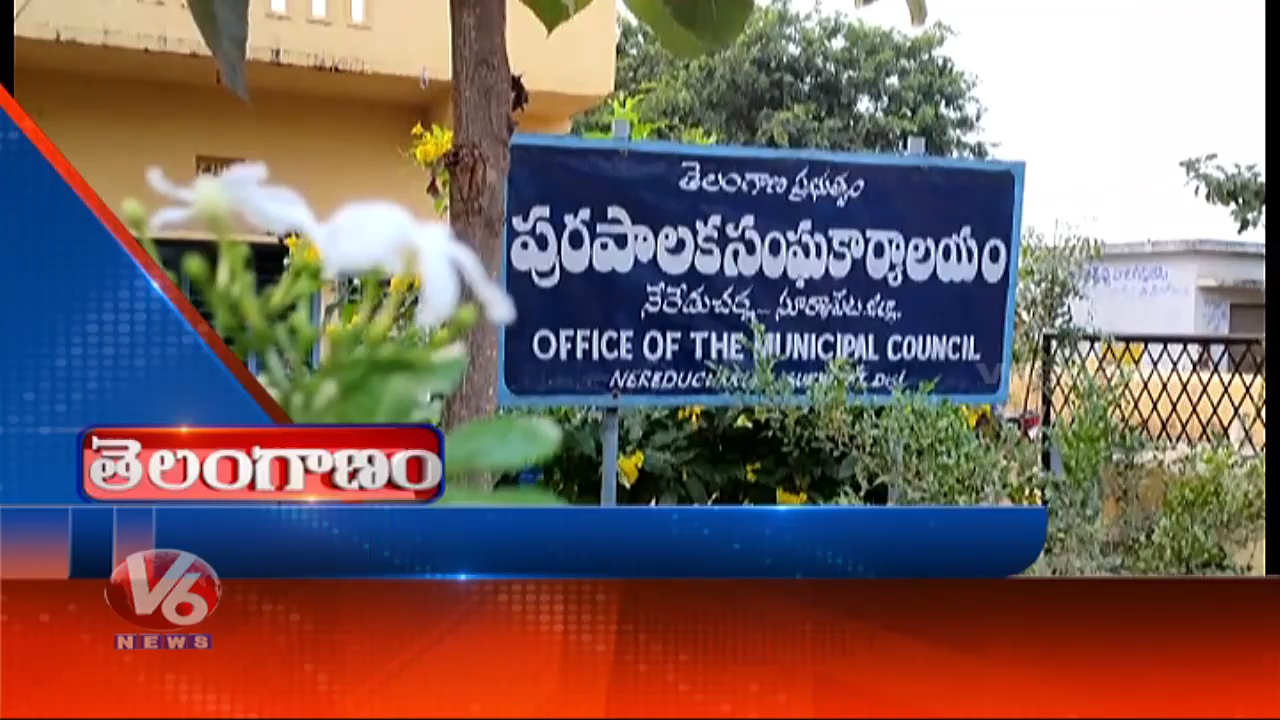 తెలంగాణ ప్రభుత్వం
పురపాలకసంఘకార్యాలయం
నేరేడుచర్ల, సూర్యాపేట జిల్లా.
OFFICE OF THE MUNICIPAL COUNCIL
తెలంగాణం
V6
NEWS